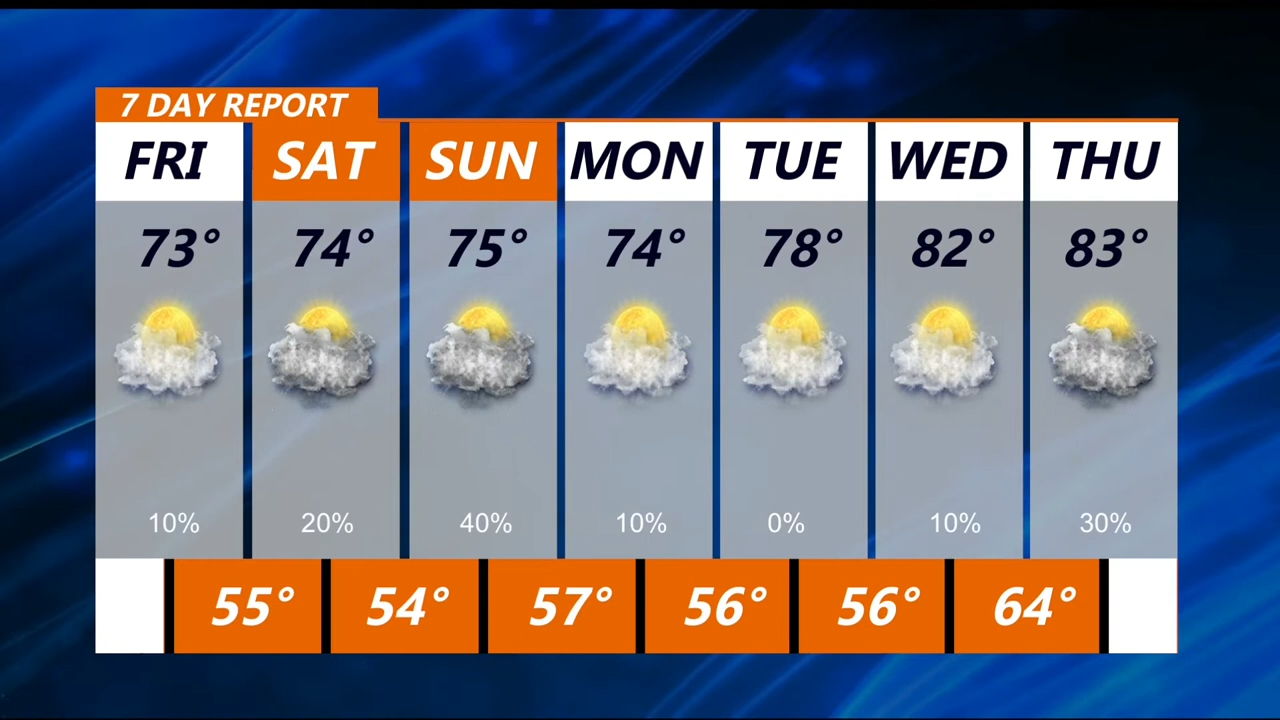 7 DAY REPORT
FRI SAT SUN MON TUE WED THU
73° 74° 75° 74° 78° 82° 83°
10% 20% 40% 10% 0% 10% 30%
55° 54° 57° 56° 56° 64°